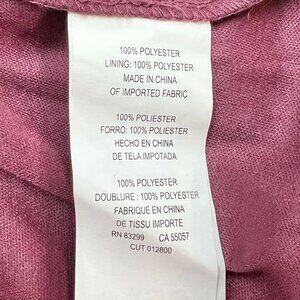 100% POLYESTER
LINING: 100% POLYESTER
MADE IN CHINA
OF IMPORTED FABRIC
100% POLIESTER
FORRO: 100% POLIESTER
HECHO EN CHINA
DE TELA IMPOTADA
100% POLYESTER
DOUBLURE : 100% POLYESTER
FABRIQUE EN CHINA
DE TISSU IMPORTE
RN 83299 CA 55057
CUT 012800